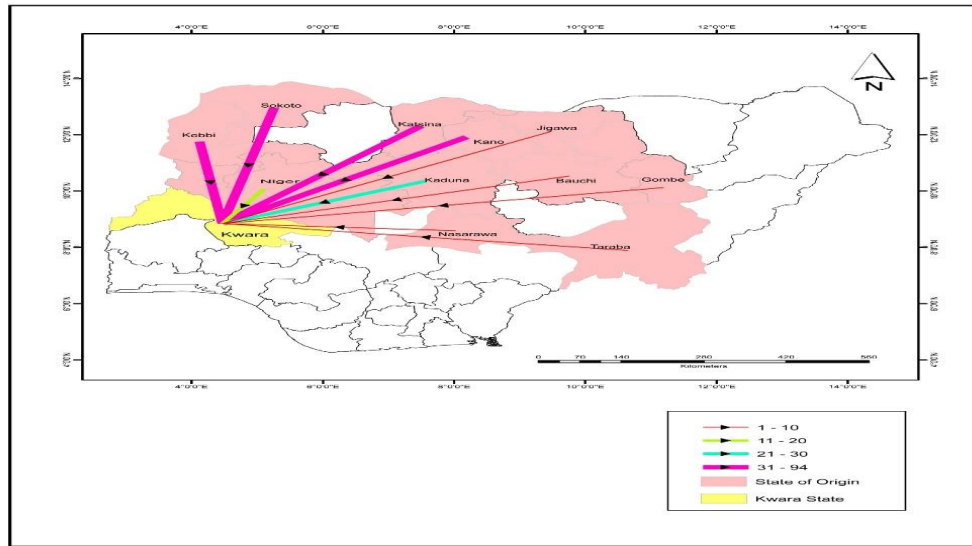 4°0'0"E 6°0'0"E 8°0'0"E 10°0'0"E 12°0'0"E 14°0'0"E
N
Sokoto
Katsina
Jigawa
Kebbi
Kano
Niger
Kaduna
Bauchi
Gombe
Kwara
Nasarawa
Taraba
0 70 140 280 420 560
Kilometers
4°0'0"E 6°0'0"E 8°0'0"E 10°0'0"E 12°0'0"E 14°0'0"E
1 - 10
11 - 20
21 - 30
31 - 94
State of Origin
Kwara State